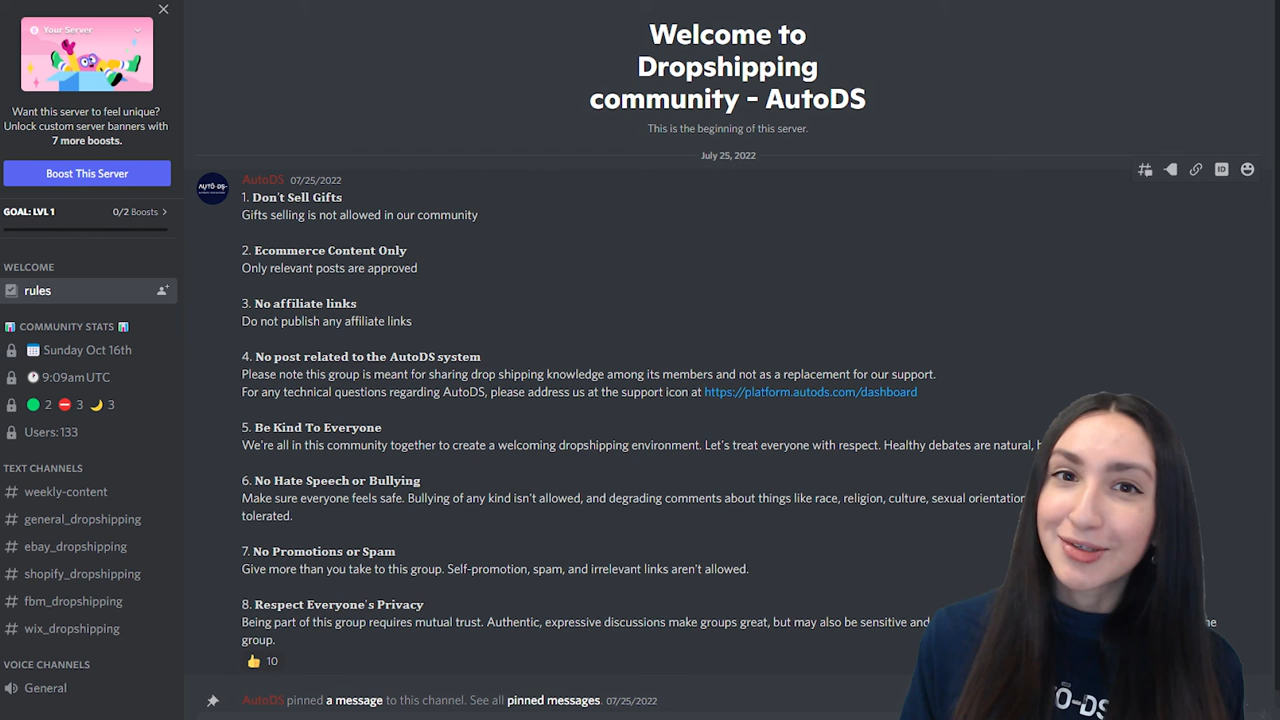 Your Server
Want this server to feel unique?
Unlock custom server banners with
7 more boosts.
Boost This Server
GOAL: LVL 1
0/2 Boosts
WELCOME
rules
COMMUNITY STATS
Sunday Oct 16th
9:09am UTC
2 3 3
Users: 133
TEXT CHANNELS
weekly-content
general_dropshipping
ebay_dropshipping
shopify_dropshipping
fbm_dropshipping
wix_dropshipping
VOICE CHANNELS
General
Welcome to
Dropshipping
community - AutoDS
This is the beginning of this server.
July 25, 2022
AUTO-DS
AutoDS 07/25/2022
1. Don't Sell Gifts
Gifts selling is not allowed in our community
2. Ecommerce Content Only
Only relevant posts are approved
3. No affiliate links
Do not publish any affiliate links
4. No post related to the AutoDS system
Please note this group is meant for sharing drop shipping knowledge among its members and not as a replacement for our support.
For any technical questions regarding AutoDS, please address us at the support icon at https://platform.autods.com/dashboard
5. Be Kind To Everyone
We're all in this community together to create a welcoming dropshipping environment. Let's treat everyone with respect. Healthy debates are natural,
6. No Hate Speech or Bullying
Make sure everyone feels safe. Bullying of any kind isn't allowed, and degrading comments about things like race, religion, culture, sexual orientation
tolerated.
7. No Promotions or Spam
Give more than you take to this group. Self-promotion, spam, and irrelevant links aren't allowed.
8. Respect Everyone's Privacy
Being part of this group requires mutual trust. Authentic, expressive discussions make groups great, but may also be sensitive and
group.
10
AutoDS pinned a message to this channel. See all pinned messages. 07/25/2022
ID
TŌ-DS